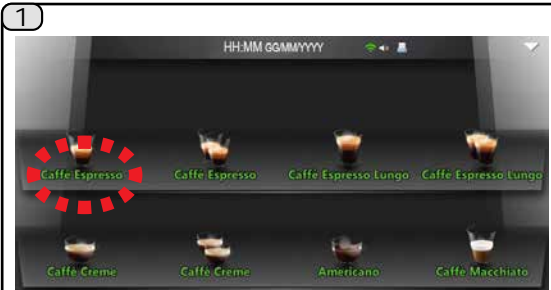 1
HH:MM GG/MM/YYYY
Caffè Espresso Caffè Espresso Caffè Espresso Lungo Caffè Espresso Lungo
Caffè Creme Caffè Creme Americano Caffè Macchiato